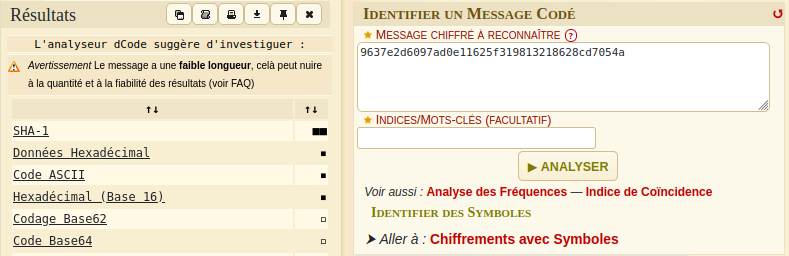 Résultats
L'analyseur dCode suggère d'investiguer :
Avertissement Le message a une faible longueur, celà peut nuire
à la quantité et à la fiabilité des résultats (voir FAQ)
↑↓ ↑↓
SHA-1 ■■
Données Hexadécimal ▪
Code ASCII ▪
Hexadécimal (Base 16) ▪
Codage Base62 ▫
Code Base64 ▫
Identifier un Message Codé
Message chiffré à reconnaître ?
9637e2d6097ad0e11625f319813218628cd7054a
Indices/Mots-clés (facultatif)
▶ ANALYSER
Voir aussi : Analyse des Fréquences — Indice de Coïncidence
Identifier des Symboles
➤ Aller à : Chiffrements avec Symboles